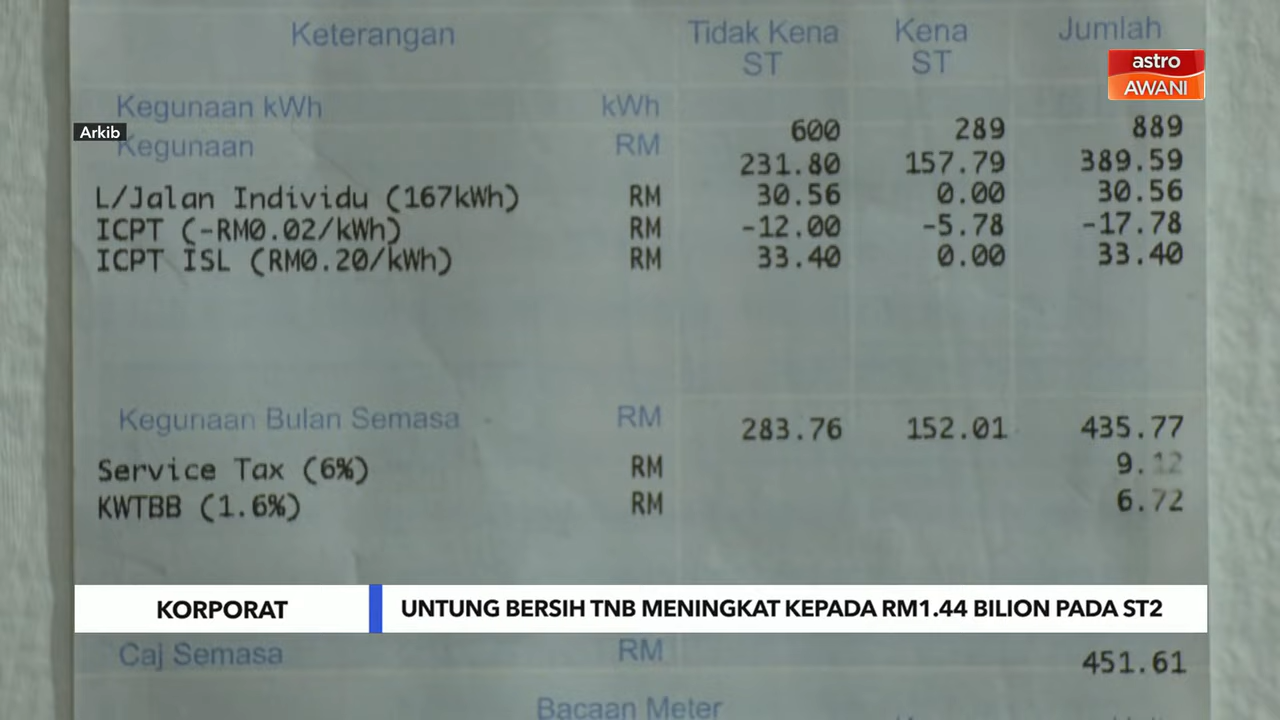 Keterangan Tidak Kena ST Kena ST Jumlah
astro AWANI
Kegunaan kWh kWh 600 289 889
Arkib
Kegunaan RM 231.80 157.79 389.59
L/Jalan Individu (167kWh) RM 30.56 0.00 30.56
ICPT (-RM0.02/kWh) RM -12.00 -5.78 -17.78
ICPT ISL (RM0.20/kWh) RM 33.40 0.00 33.40
Kegunaan Bulan Semasa RM 283.76 152.01 435.77
Service Tax (6%) RM 9.12
KWTBB (1.6%) RM 6.72
KORPORAT UNTUNG BERSIH TNB MENINGKAT KEPADA RM1.44 BILION PADA ST2
Caj Semasa RM 451.61
Bacaan Meter